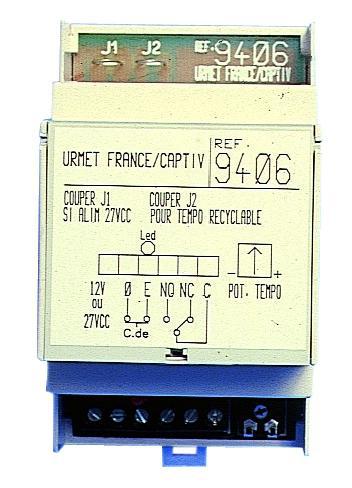 J1 J2 REF. 9406
URMET FRANCE/CAPTIV
URMET FRANCE/CAPTIV REF. 9406
COUPER J1 COUPER J2
SI ALIM 27VCC POUR TEMPO RECYCLABLE
Led
- +
12V Ø E NO NC C POT. TEMPO
OU
27VCC
C.de